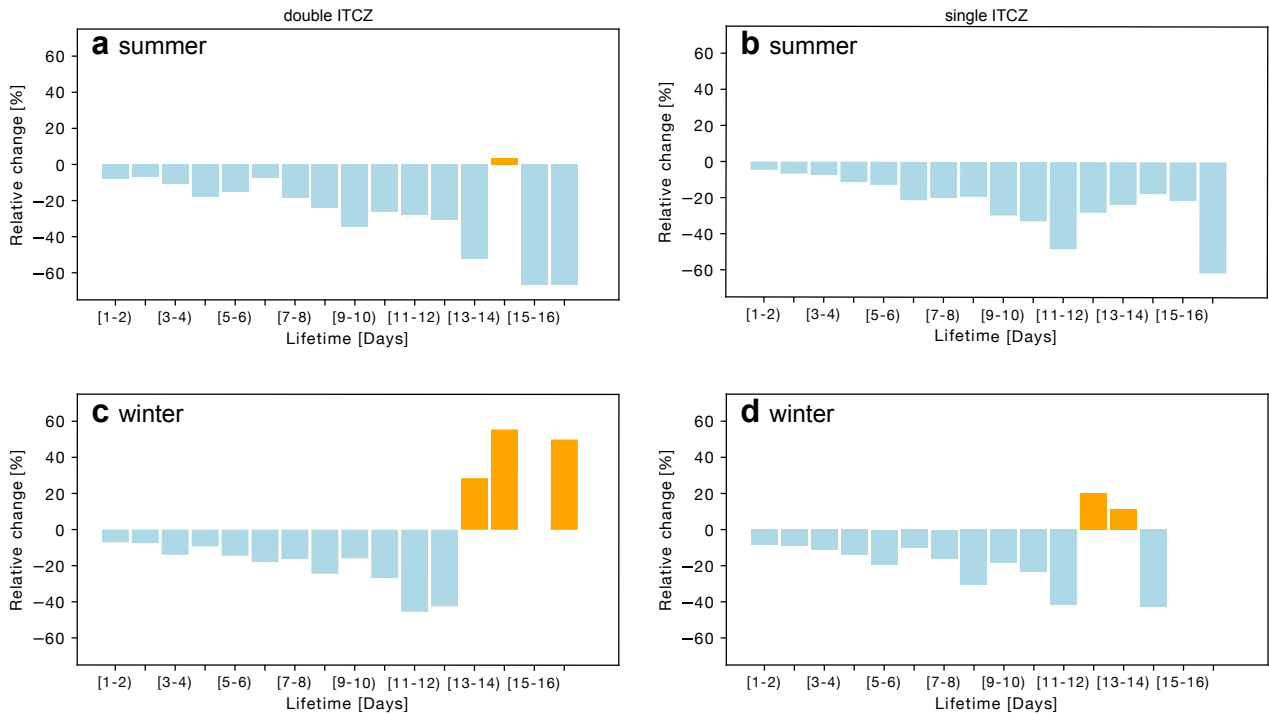 double ITCZ
single ITCZ
a summer
60
40
20
0
−20
−40
−60
Relative change [%]
[1-2) [3-4) [5-6) [7-8) [9-10) [11-12) [13-14) [15-16)
Lifetime [Days]
b summer
60
40
20
0
−20
−40
−60
Relative change [%]
[1-2) [3-4) [5-6) [7-8) [9-10) [11-12) [13-14) [15-16)
Lifetime [Days]
c winter
60
40
20
0
−20
−40
−60
Relative change [%]
[1-2) [3-4) [5-6) [7-8) [9-10) [11-12) [13-14) [15-16)
Lifetime [Days]
d winter
60
40
20
0
−20
−40
−60
Relative change [%]
[1-2) [3-4) [5-6) [7-8) [9-10) [11-12) [13-14) [15-16)
Lifetime [Days]